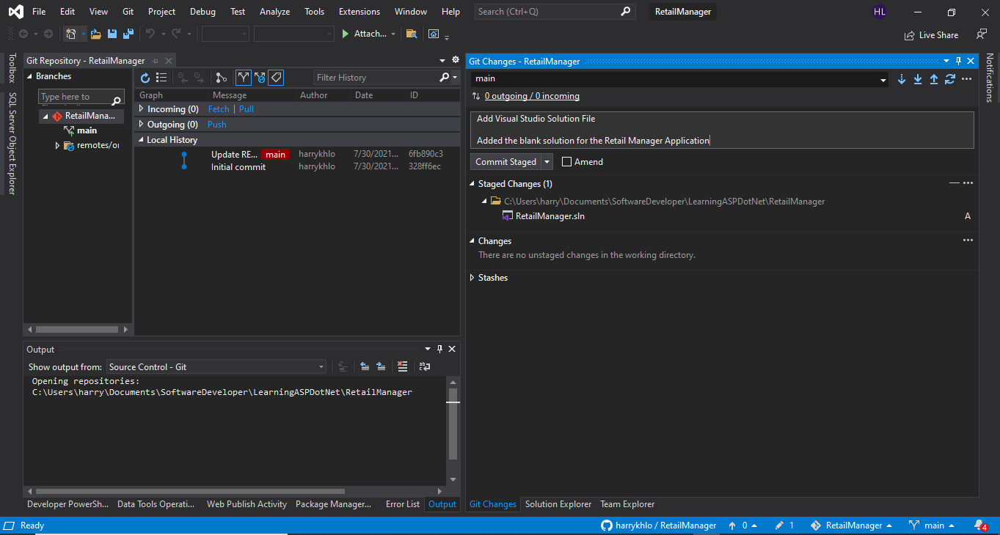 File Edit View Git Project Debug Test Analyze Tools Extensions Window Help Search (Ctrl+Q) RetailManager HL
Attach... Live Share
Toolbox
SQL Server Object Explorer
Git Repository - RetailManager
Branches
Type here to
RetailMana...
main
remotes/or
Filter History
Graph Message Author Date ID
Incoming (0) Fetch | Pull
Outgoing (0) Push
Local History
Update RE... main harrykhlo 7/30/2021... 6fb890c3
Initial commit harrykhlo 7/30/2021... 328ff6ec
Output
Show output from: Source Control - Git
Opening repositories:
C:\Users\harry\Documents\SoftwareDeveloper\LearningASPDotNet\RetailManager
Developer PowerSh... Data Tools Operati... Web Publish Activity Package Manager... Error List Output
Git Changes - RetailManager
main
0 outgoing / 0 incoming
Add Visual Studio Solution File
Added the blank solution for the Retail Manager Application
Commit Staged Amend
Staged Changes (1)
C:\Users\harry\Documents\SoftwareDeveloper\LearningASPDotNet\RetailManager
RetailManager.sln A
Changes
There are no unstaged changes in the working directory.
Stashes
Git Changes Solution Explorer Team Explorer
Notifications
Ready harrykhlo / RetailManager 0 1 RetailManager main 4